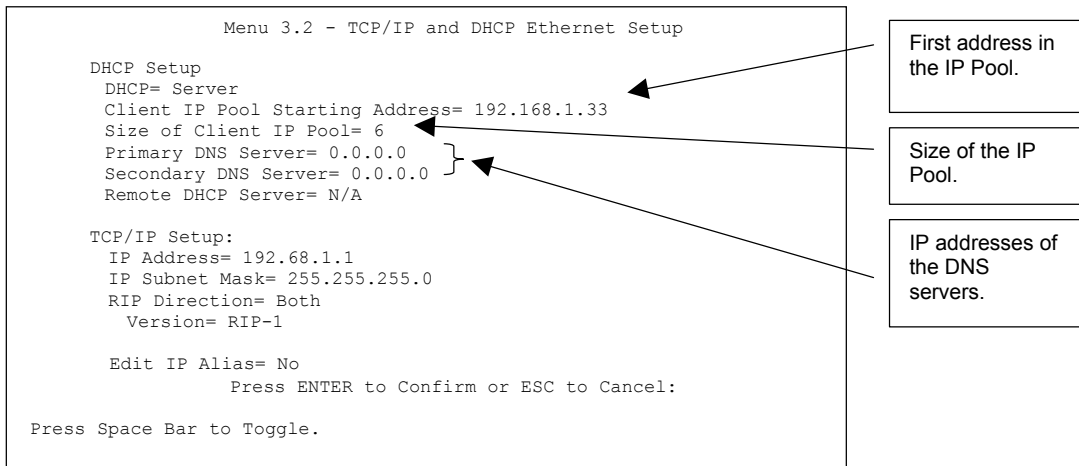 Menu 3.2 - TCP/IP and DHCP Ethernet Setup
DHCP Setup
DHCP= Server
Client IP Pool Starting Address= 192.168.1.33
Size of Client IP Pool= 6
Primary DNS Server= 0.0.0.0
Secondary DNS Server= 0.0.0.0
Remote DHCP Server= N/A
TCP/IP Setup:
IP Address= 192.68.1.1
IP Subnet Mask= 255.255.255.0
RIP Direction= Both
Version= RIP-1
Edit IP Alias= No
Press ENTER to Confirm or ESC to Cancel:
Press Space Bar to Toggle.
First address in
the IP Pool.
Size of the IP
Pool.
IP addresses of
the DNS
servers.